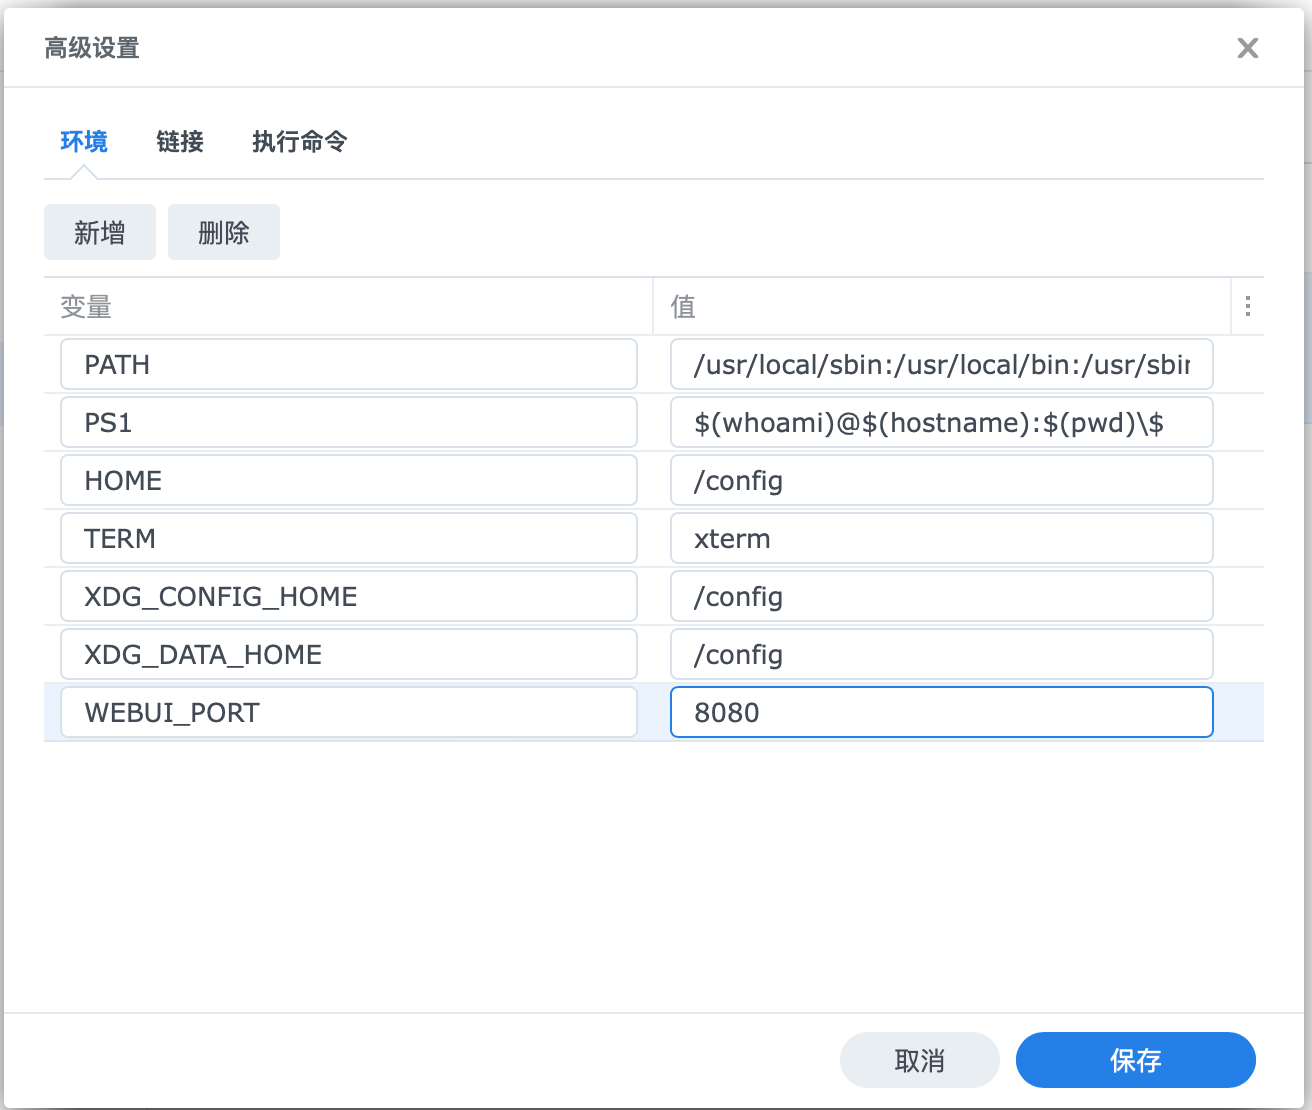 高级设置
环境 链接 执行命令
新增 删除
变量 值
PATH /usr/local/sbin:/usr/local/bin:/usr/sbin
PS1 $(whoami)@$(hostname):$(pwd)\$
HOME /config
TERM xterm
XDG_CONFIG_HOME /config
XDG_DATA_HOME /config
WEBUI_PORT 8080
取消 保存